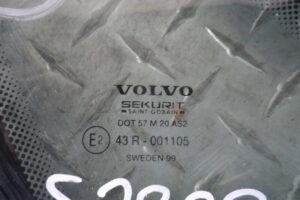 VOLVO
SEKURIT
SAINT-GOBAIN
DOT 57 M 20 AS2
E2 43 R - 001105
SWEDEN 99